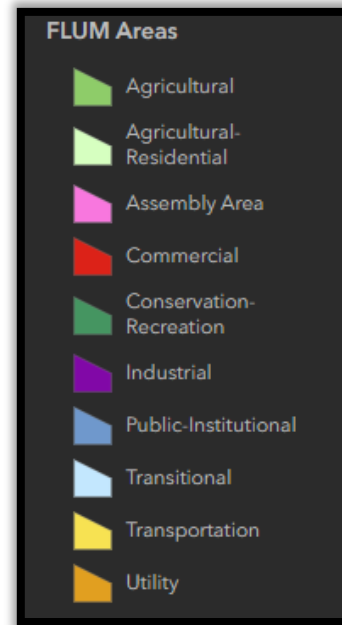 FLUM Areas
Agricultural
Agricultural-
Residential
Assembly Area
Commercial
Conservation-
Recreation
Industrial
Public-Institutional
Transitional
Transportation
Utility